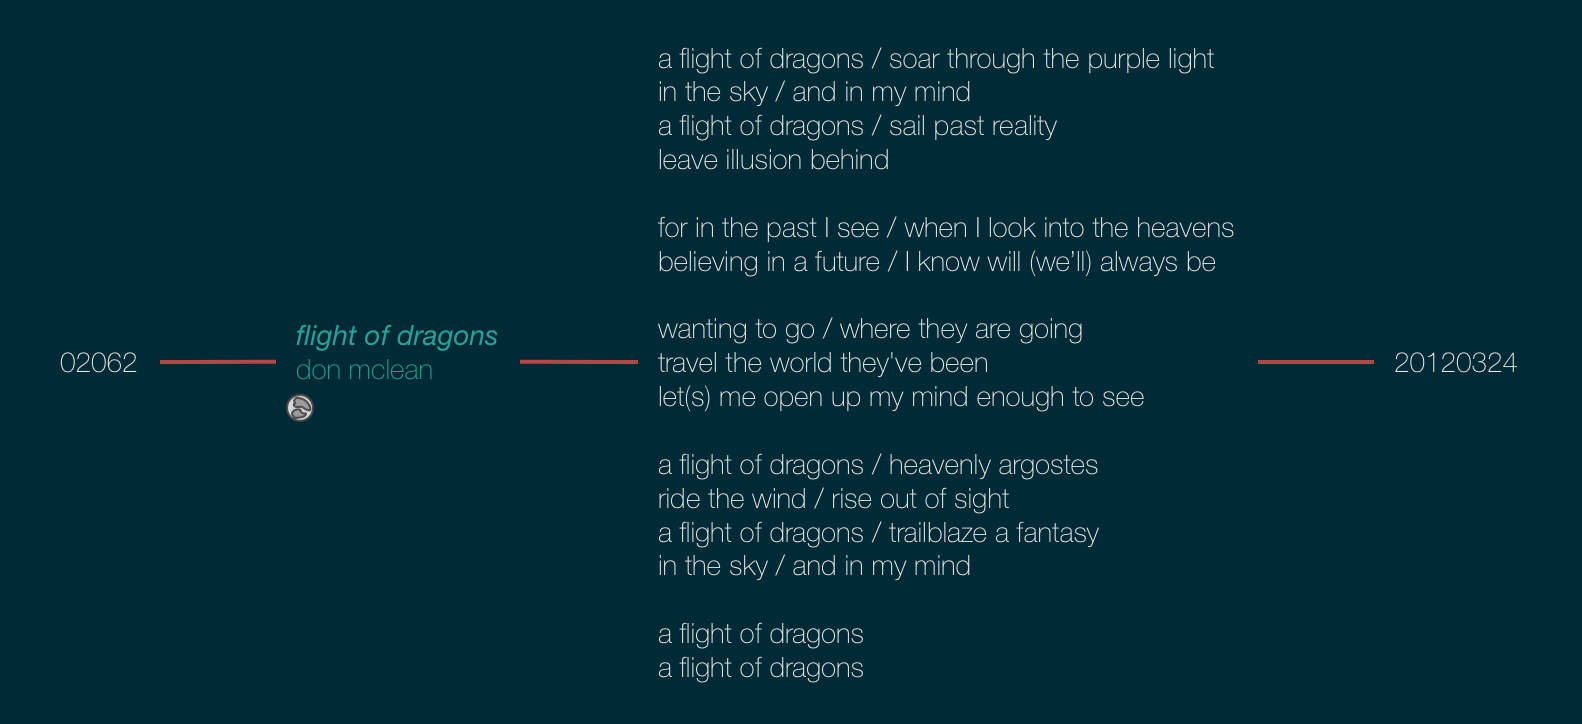 02062
flight of dragons
don mclean
a flight of dragons / soar through the purple light
in the sky / and in my mind
a flight of dragons / sail past reality
leave illusion behind
for in the past I see / when I look into the heavens
believing in a future / I know will (we’ll) always be
wanting to go / where they are going
travel the world they've been
let(s) me open up my mind enough to see
a flight of dragons / heavenly argostes
ride the wind / rise out of sight
a flight of dragons / trailblaze a fantasy
in the sky / and in my mind
a flight of dragons
a flight of dragons
20120324